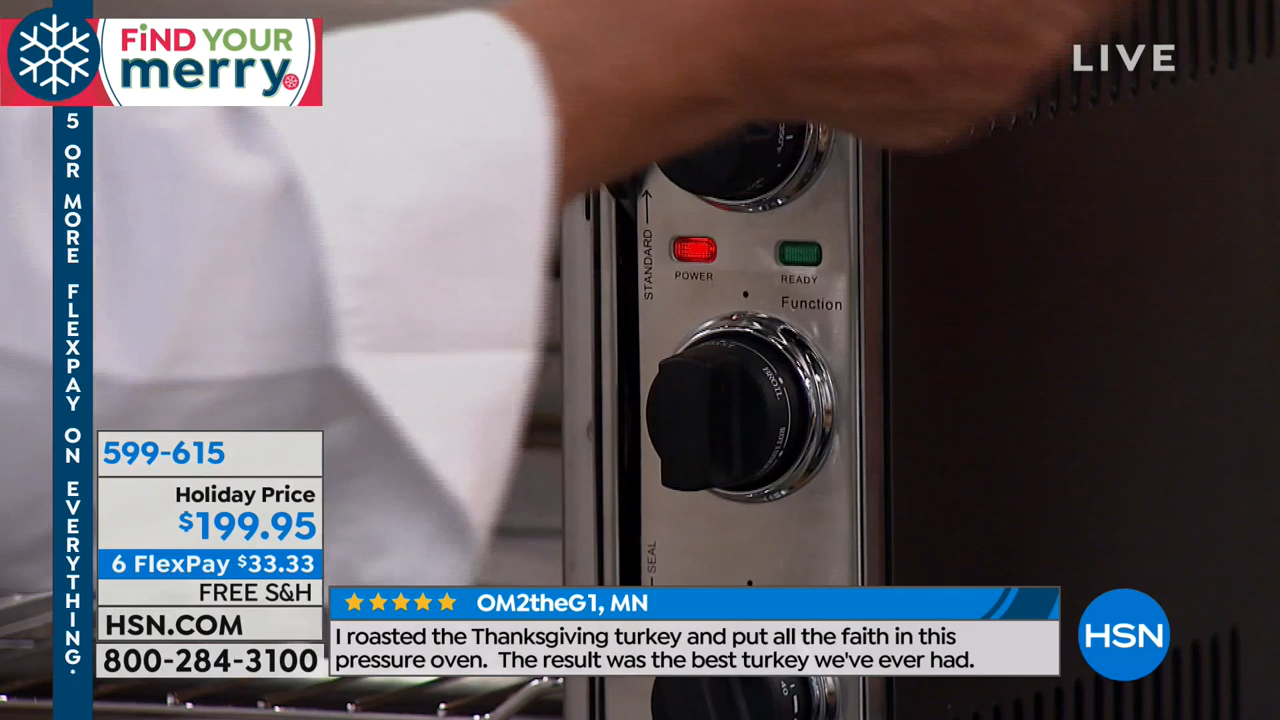 FiND YOUR
merry
LIVE
5 OR MORE FLEXPAY ON EVERYTHING.
STANDARD
POWER
READY
Function
BROIL
SEAL
599-615
Holiday Price
$199.95
6 FlexPay $33.33
FREE S&H
HSN.COM
800-284-3100
OM2theG1, MN
I roasted the Thanksgiving turkey and put all the faith in this
pressure oven. The result was the best turkey we've ever had.
HSN